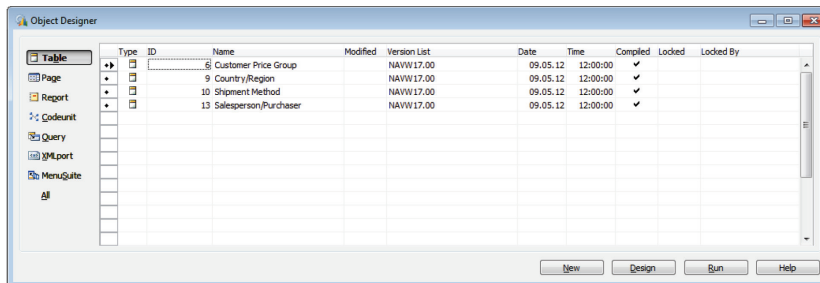 Object Designer
Type ID Name Modified Version List Date Time Compiled Locked Locked By
Table
6 Customer Price Group NAVW17.00 09.05.12 12:00:00
9 Country/Region NAVW17.00 09.05.12 12:00:00
10 Shipment Method NAVW17.00 09.05.12 12:00:00
13 Salesperson/Purchaser NAVW17.00 09.05.12 12:00:00
Page
Report
Codeunit
Query
XMLport
MenuSuite
All
New Design Run Help